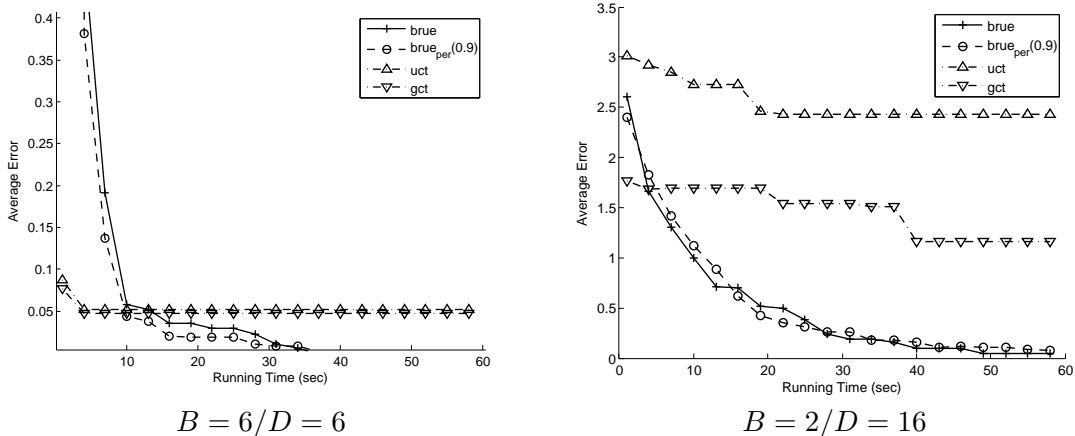 0.4
0.35
0.3
0.25
0.2
0.15
0.1
0.05
Average Error
10 20 30 40 50 60
Running Time (sec)
brue
brue_per(0.9)
uct
gct
B = 6/D = 6
3.5
3
2.5
2
1.5
1
0.5
0
Average Error
0 10 20 30 40 50 60
Running Time (sec)
brue
brue_per(0.9)
uct
gct
B = 2/D = 16